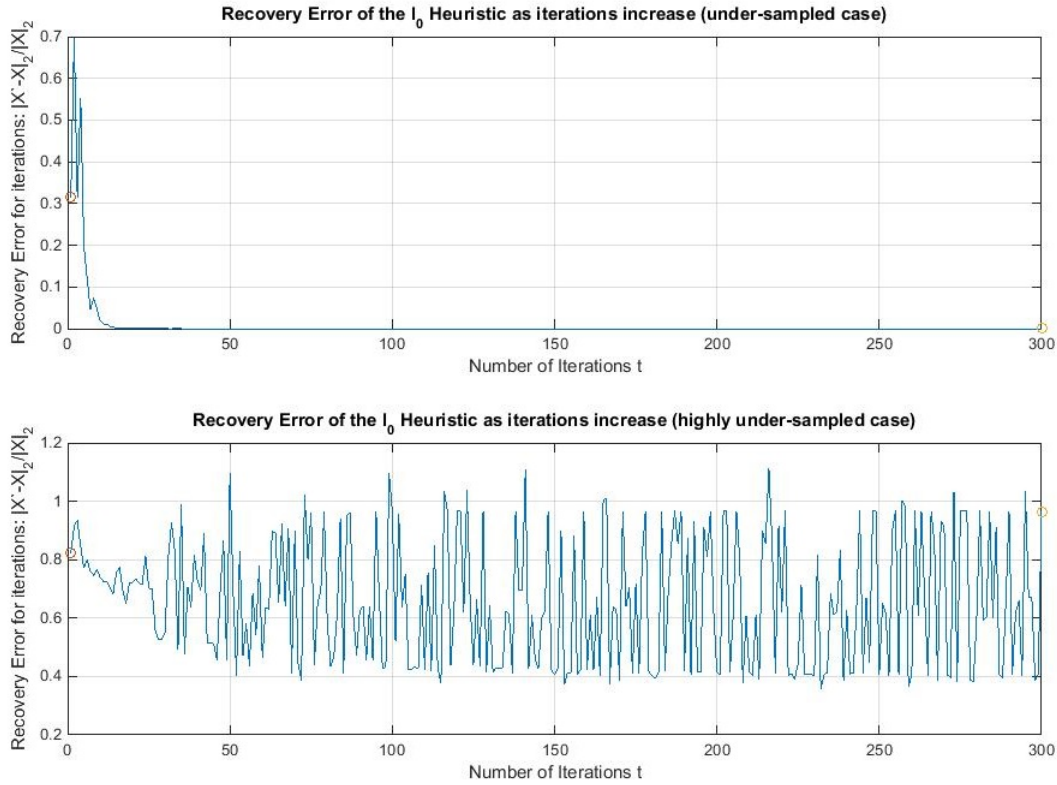 Recovery Error of the l0 Heuristic as iterations increase (under-sampled case)
Recovery Error for iterations: |X`-X|2/|X|2
0.7
0.6
0.5
0.4
0.3
0.2
0.1
0
0 50 100 150 200 250 300
Number of Iterations t
Recovery Error of the l0 Heuristic as iterations increase (highly under-sampled case)
Recovery Error for iterations: |X`-X|2/|X|2
1.2
1
0.8
0.6
0.4
0.2
0 50 100 150 200 250 300
Number of Iterations t